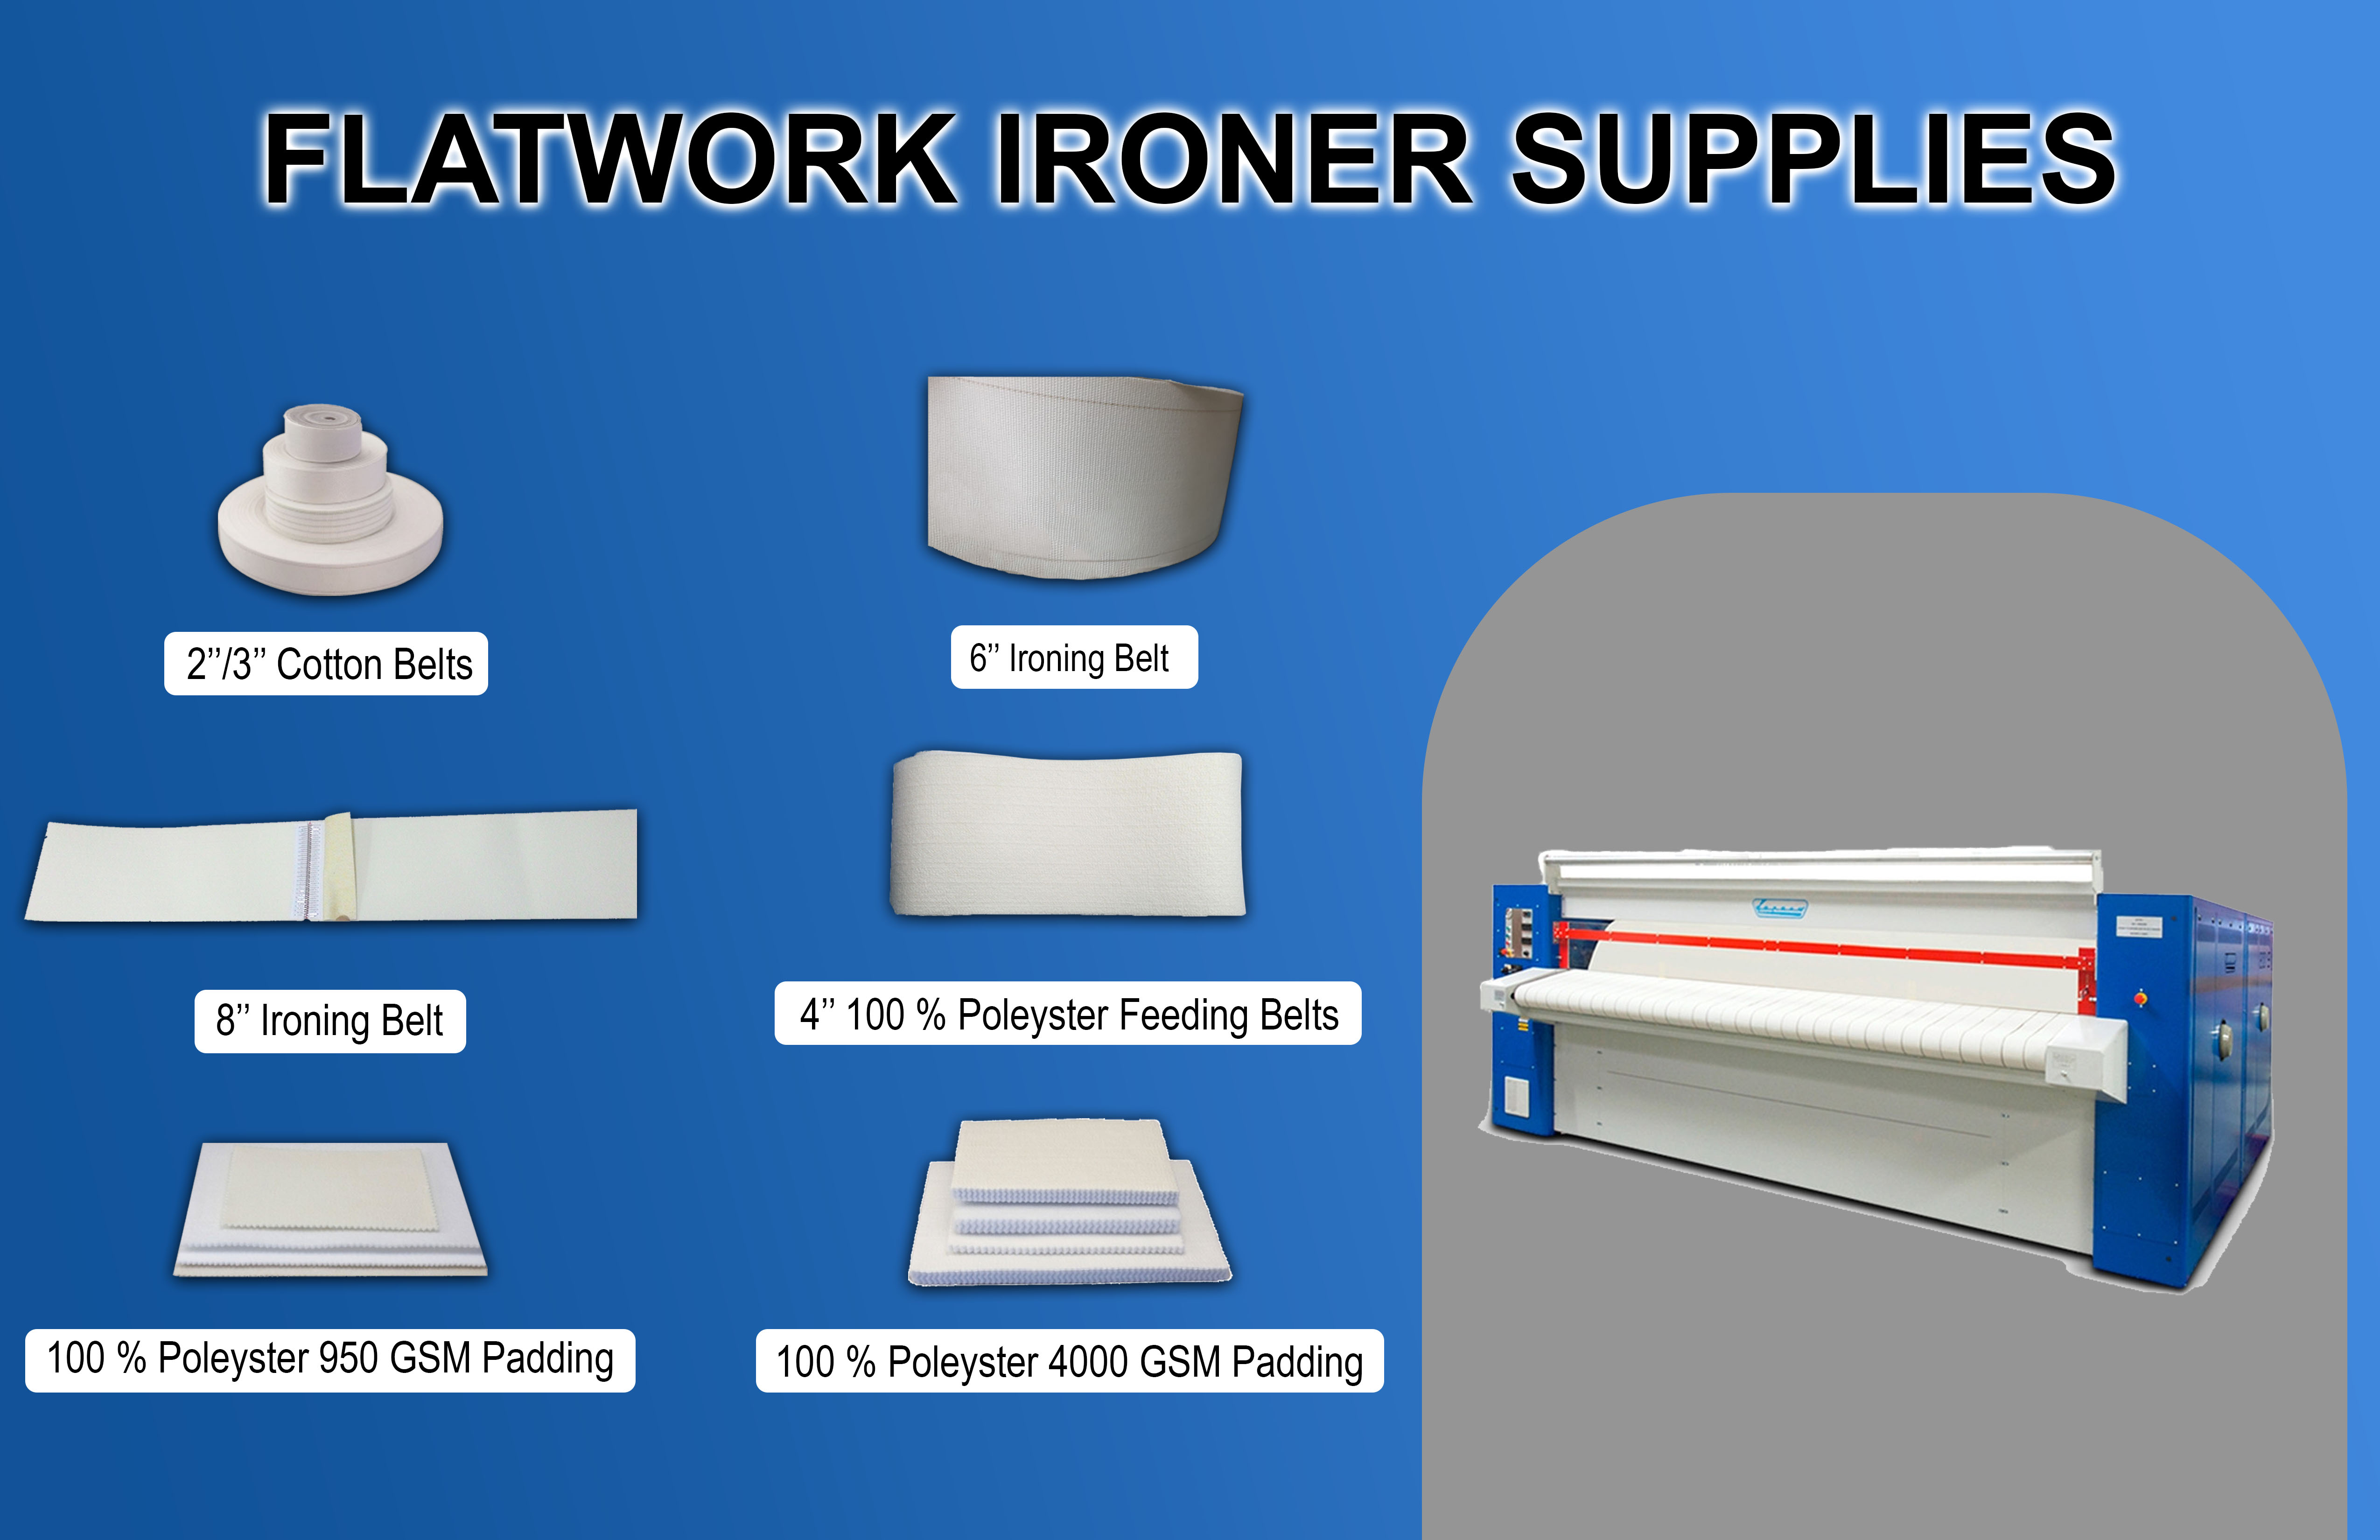 FLATWORK IRONER SUPPLIES
2’’/3’’ Cotton Belts
6’’ Ironing Belt
8’’ Ironing Belt
4’’ 100 % Poleyster Feeding Belts
100 % Poleyster 950 GSM Padding
100 % Poleyster 4000 GSM Padding